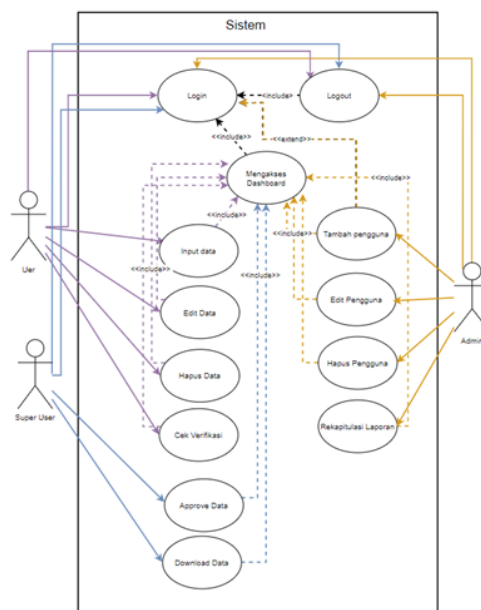 Sistem
Login
Logout
<<include>
<<extend>>
<<include>>
Mengakses
Dashboard
<<include>>
Input data
<<include>>
<<include>>
<<include>>
<<include>>
Tambah pengguna
Uer
Edit Data
Edit Pengguna
Admin
Hapus Data
Hapus Pengguna
Super User
Cek Verifikasi
Rekapitulasi Laporan
Approve Data
Download Data